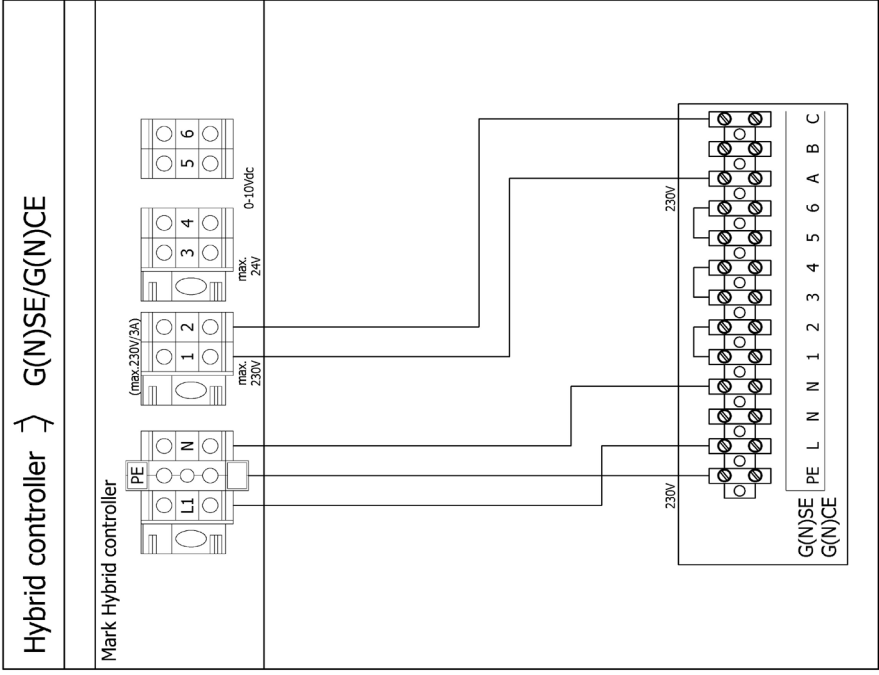 Hybrid controller > G(N)SE/G(N)CE
Mark Hybrid controller
L1
PE
N
1
2
(max.230V/3A)
max.
230V
3
4
max.
24V
5
6
0-10Vdc
230V
230V
PE L N N 1 2 3 4 5 6 A B C
G(N)SE
G(N)CE